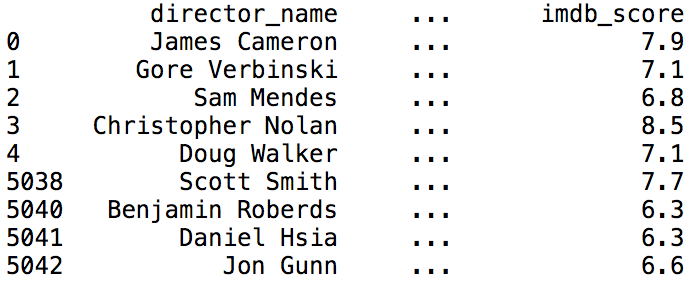 director_name ... imdb_score
0 James Cameron ... 7.9
1 Gore Verbinski ... 7.1
2 Sam Mendes ... 6.8
3 Christopher Nolan ... 8.5
4 Doug Walker ... 7.1
5038 Scott Smith ... 7.7
5040 Benjamin Roberds ... 6.3
5041 Daniel Hsia ... 6.3
5042 Jon Gunn ... 6.6